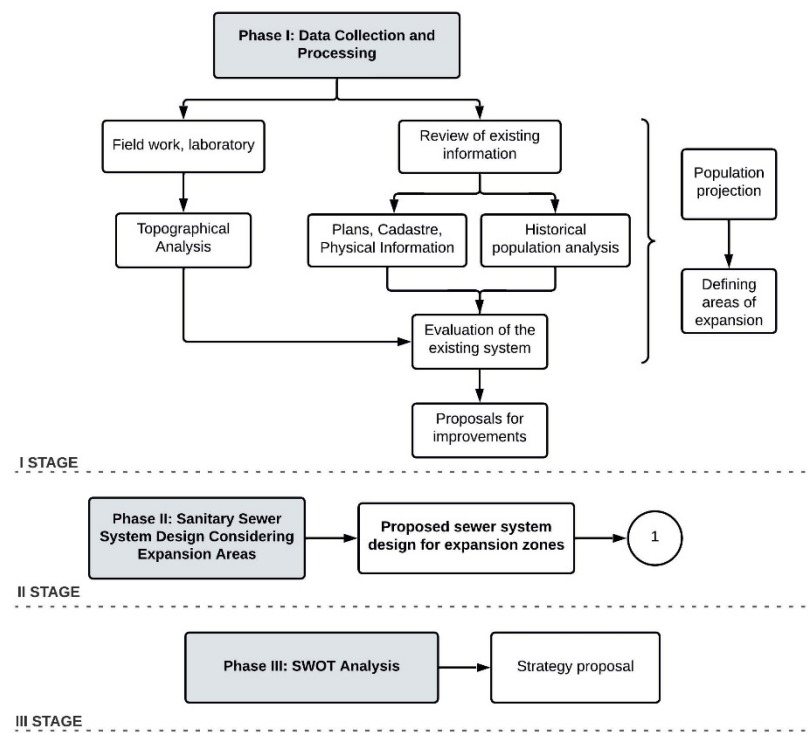 Phase I: Data Collection and
Processing
Field work, laboratory
Review of existing
information
Population
projection
Topographical
Analysis
Plans, Cadastre,
Physical Information
Historical
population analysis
Defining
areas of
expansion
Evaluation of the
existing system
Proposals for
improvements
I STAGE
Phase II: Sanitary Sewer
System Design Considering
Expansion Areas
Proposed sewer system
design for expansion zones
1
II STAGE
Phase III: SWOT Analysis
Strategy proposal
III STAGE